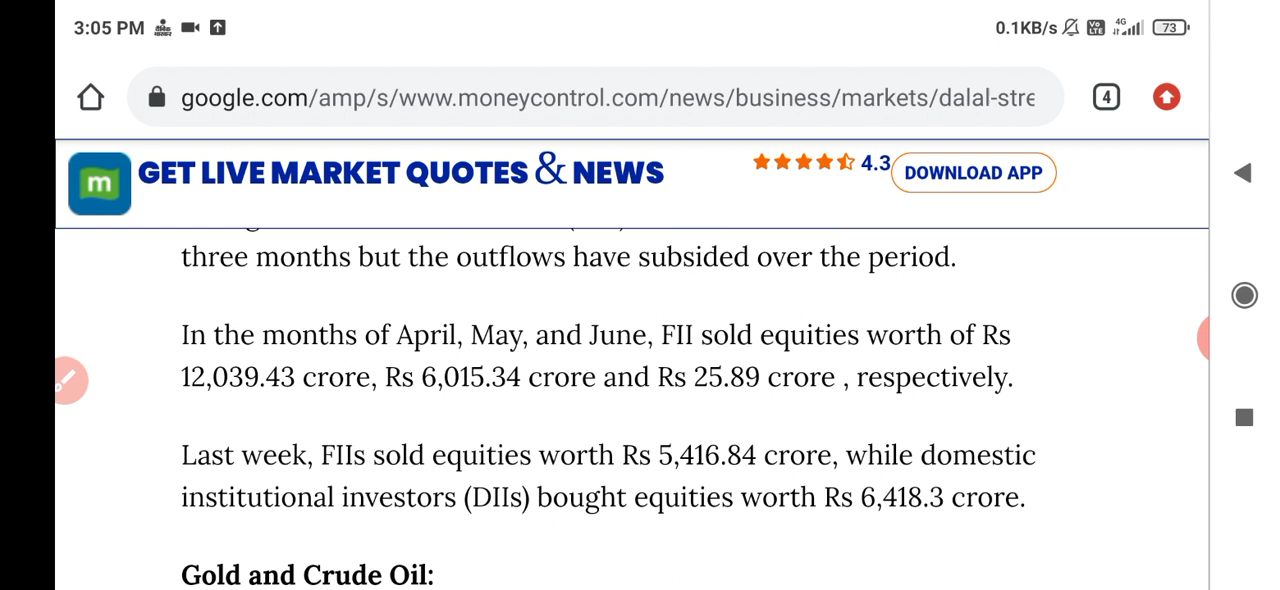 3:05 PM
0.1KB/s
Vo
LTE
4G
73
google.com/amp/s/www.moneycontrol.com/news/business/markets/dalal-stre
4
m
GET LIVE MARKET QUOTES & NEWS
4.3
DOWNLOAD APP
three months but the outflows have subsided over the period.
In the months of April, May, and June, FII sold equities worth of Rs
12,039.43 crore, Rs 6,015.34 crore and Rs 25.89 crore , respectively.
Last week, FIIs sold equities worth Rs 5,416.84 crore, while domestic
institutional investors (DIIs) bought equities worth Rs 6,418.3 crore.
Gold and Crude Oil: